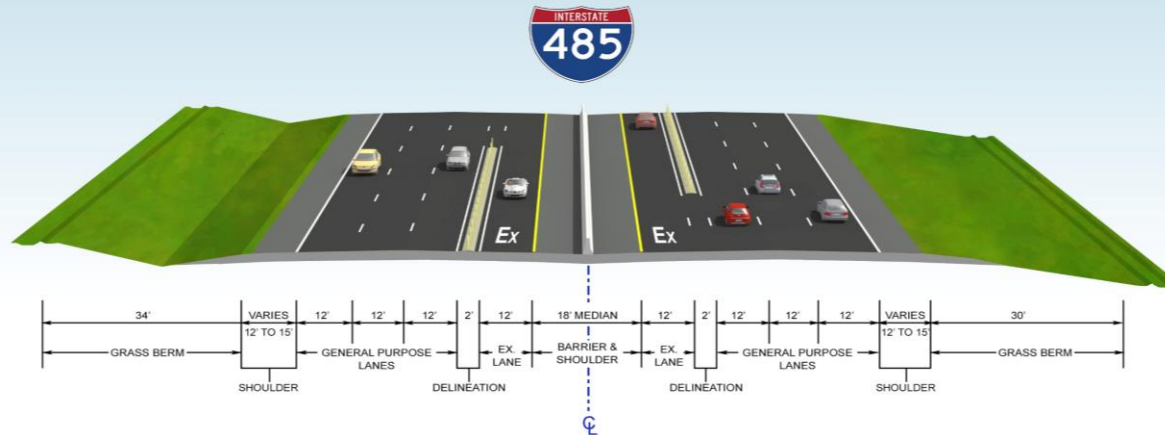 INTERSTATE
485
Ex Ex
34' VARIES 12' 12' 12' 2' 12' 18' MEDIAN 12' 2' 12' 12' 12' VARIES 30'
12' TO 15' 12' TO 15'
GRASS BERM GENERAL PURPOSE LANES EX. LANE BARRIER & SHOULDER EX. LANE GENERAL PURPOSE LANES GRASS BERM
SHOULDER DELINEATION DELINEATION SHOULDER
CL